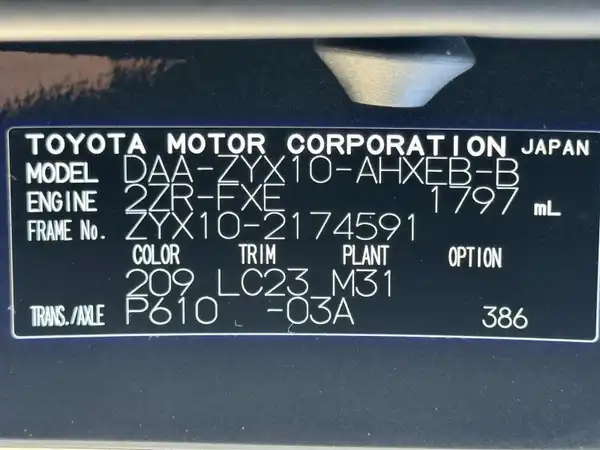 TOYOTA MOTOR CORPORATION JAPAN
MODEL DAA-ZYX10-AHXEB-B
ENGINE 2ZR-FXE 1797 mL
FRAME No. ZYX10-2174591
COLOR TRIM PLANT OPTION
209 LC23 M31
TRANS./AXLE P610 -03A 386